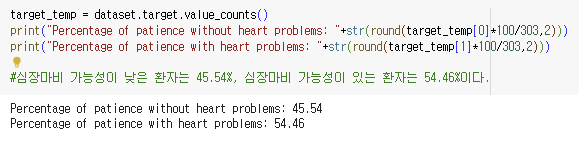 target_temp = dataset.target.value_counts()
print("Percentage of patience without heart problems: "+str(round(target_temp[0]*100/303,2)))
print("Percentage of patience with heart problems: "+str(round(target_temp[1]*100/303,2)))
#심장마비 가능성이 낮은 환자는 45.54%, 심장마비 가능성이 있는 환자는 54.46%이다.
Percentage of patience without heart problems: 45.54
Percentage of patience with heart problems: 54.46